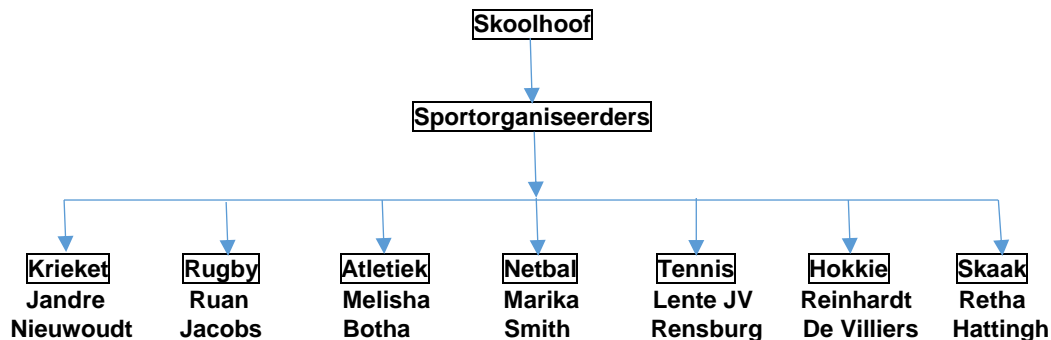 Skoolhoof
Sportorganiseerders
Krieket Rugby Atletiek Netbal Tennis Hokkie Skaak
Jandre Ruan Melisha Marika Lente JV Reinhardt Retha
Nieuwoudt Jacobs Botha Smith Rensburg De Villiers Hattingh